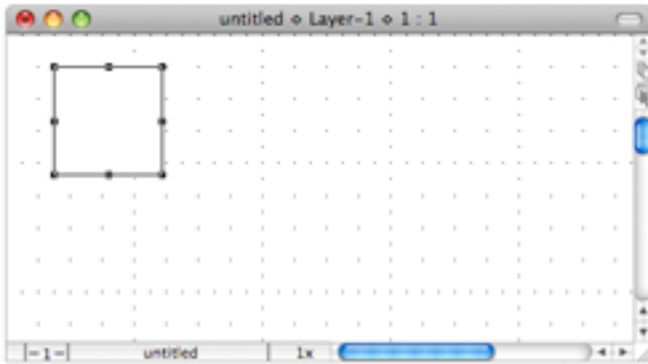 untitled ⋄ Layer-1 ⋄ 1 : 1
|-1-| untitled 1x